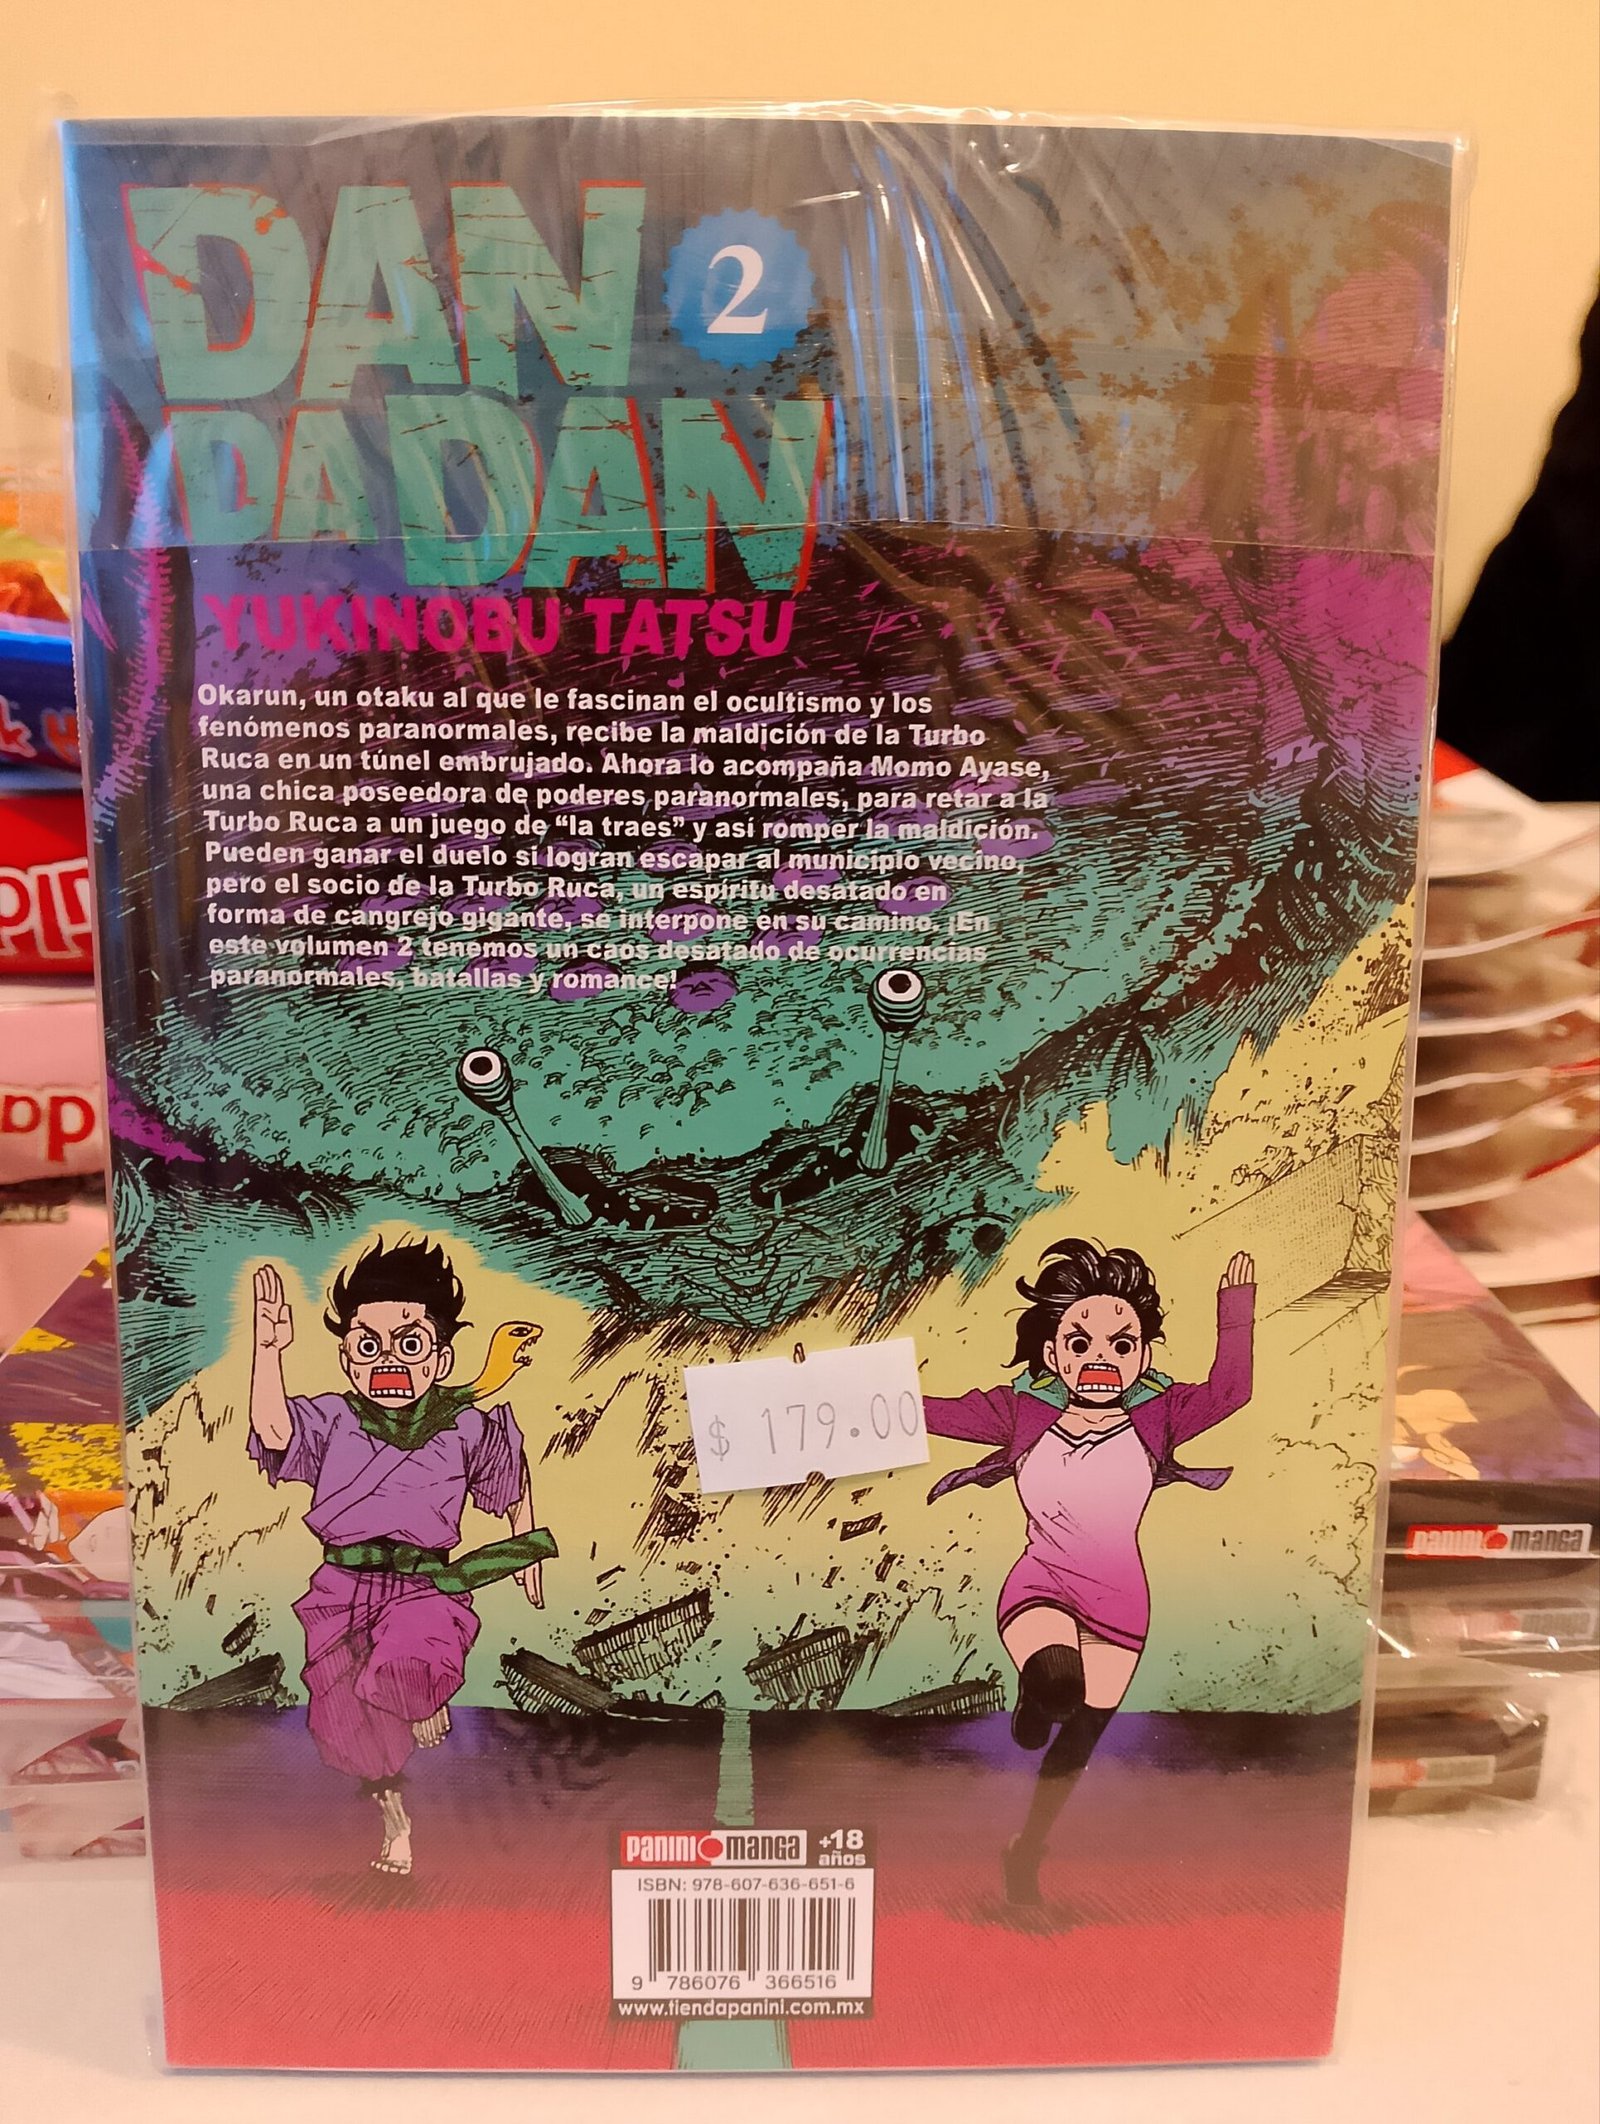 DAN
2
DA DAN
YUKINOBU TATSU
Okarun, un otaku al que le fascinan el ocultismo y los
fenómenos paranormales, recibe la maldición de la Turbo
Ruca en un túnel embrujado. Ahora lo acompaña Momo Ayase,
una chica poseedora de poderes paranormales, para retar a la
Turbo Ruca a un juego de “la traes” y así romper la maldición.
Pueden ganar el duelo si logran escapar al municipio vecino,
pero el socio de la Turbo Ruca, un espíritu desatado en
forma de cangrejo gigante, se interpone en su camino. ¡En
este volumen 2 tenemos un caos desatado de ocurrencias
paranormales, batallas y romance!
$ 179.00
PANINI manga
+18
años
ISBN: 978-607-636-651-6
9 786076 366516
www.tiendapanini.com.mx
PANINI manga